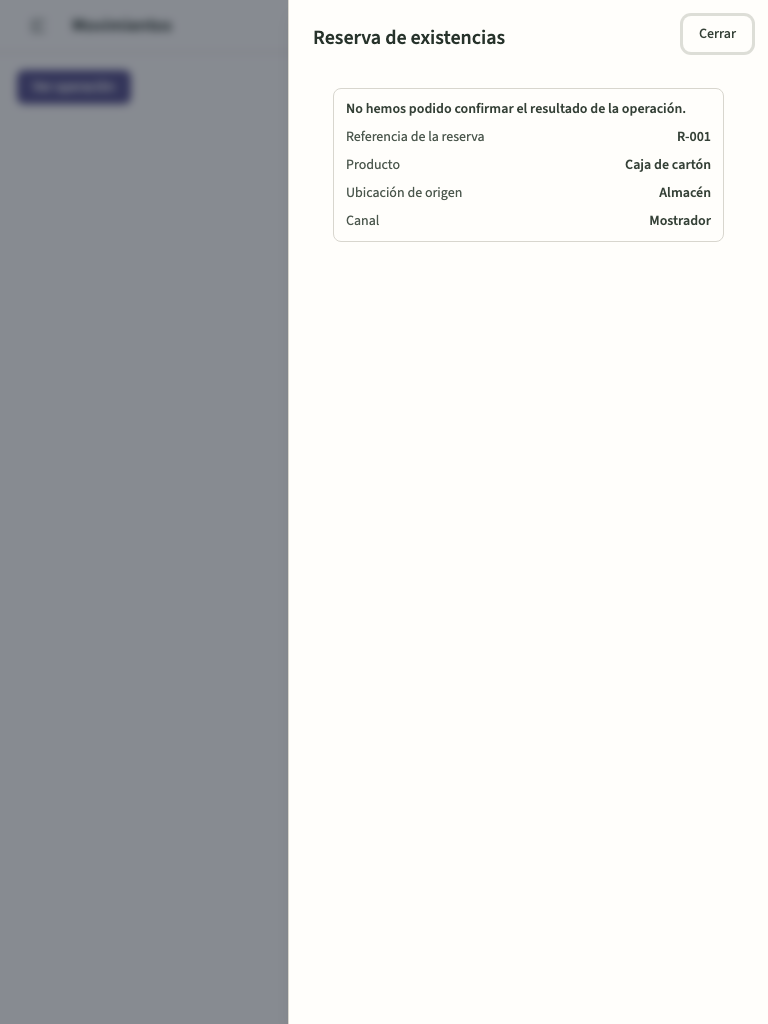 Movimientos
Reserva de existencias
Cerrar
No hemos podido confirmar el resultado de la operación.
Referencia de la reserva R-001
Producto Caja de cartón
Ubicación de origen Almacén
Canal Mostrador